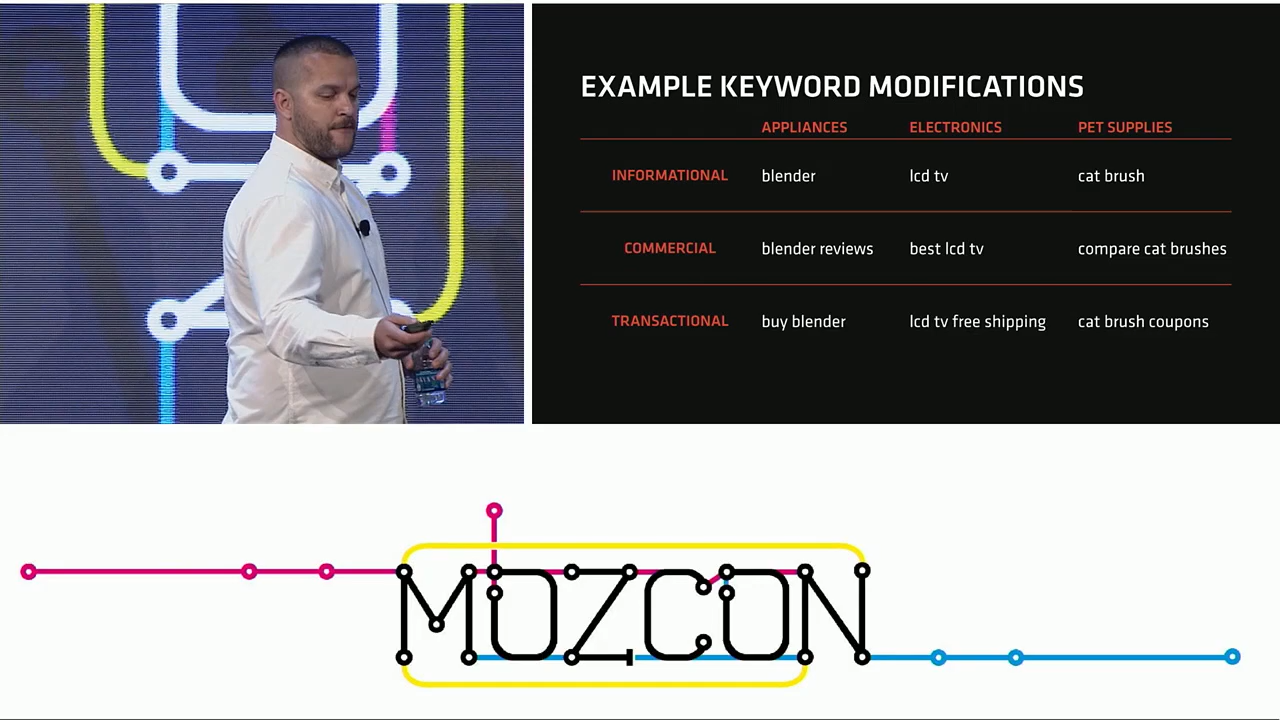 EXAMPLE KEYWORD MODIFICATIONS
APPLIANCES ELECTRONICS PET SUPPLIES
INFORMATIONAL blender lcd tv cat brush
COMMERCIAL blender reviews best lcd tv compare cat brushes
TRANSACTIONAL buy blender lcd tv free shipping cat brush coupons
MOZCON